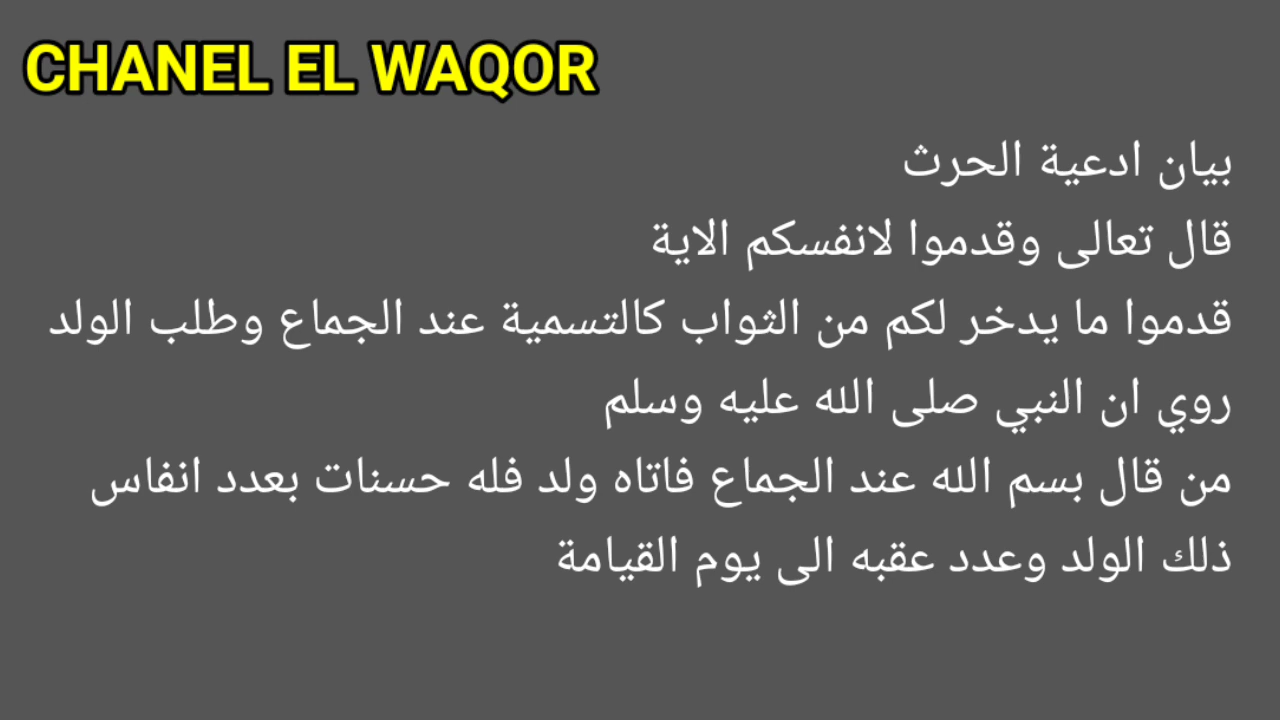 CHANEL EL WAQOR
بيان ادعية الحرث
قال تعالى وقدموا لانفسكم الاية
قدموا ما يدخر لكم من الثواب كالتسمية عند الجماع وطلب الولد
روي ان النبي صلى الله عليه وسلم
من قال بسم الله عند الجماع فاتاه ولد فله حسنات بعدد انفاس
ذلك الولد وعدد عقبه الى يوم القيامة